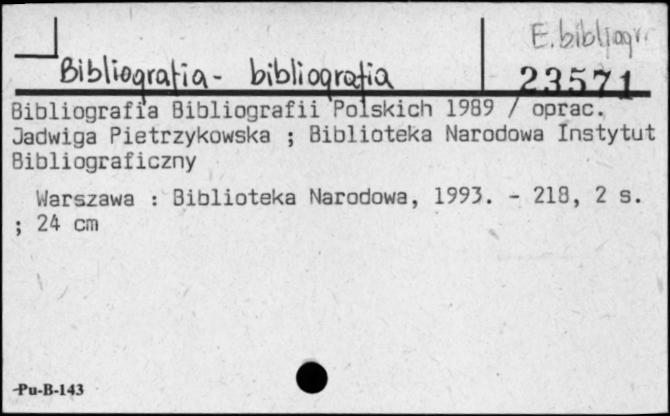 E. bibliogr.
Bibliografia - bibliografia
23571
Bibliografia Bibliografii Polskich 1989 / oprac.
Jadwiga Pietrzykowska ; Biblioteka Narodowa Instytut
Bibliograficzny
Warszawa : Biblioteka Narodowa, 1993. - 218, 2 s.
; 24 cm
Pu-B-143